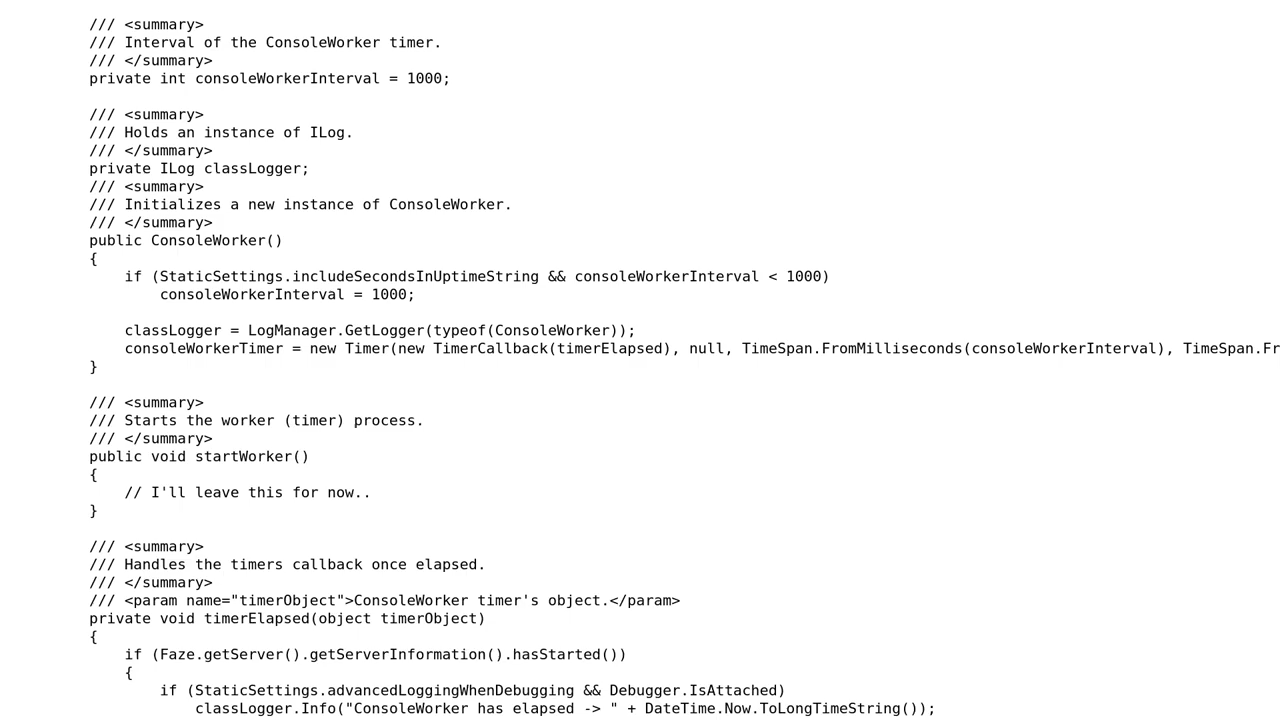 /// <summary>
/// Interval of the ConsoleWorker timer.
/// </summary>
private int consoleWorkerInterval = 1000;

/// <summary>
/// Holds an instance of ILog.
/// </summary>
private ILog classLogger;
/// <summary>
/// Initializes a new instance of ConsoleWorker.
/// </summary>
public ConsoleWorker()
{
    if (StaticSettings.includeSecondsInUptimeString && consoleWorkerInterval < 1000)
        consoleWorkerInterval = 1000;

    classLogger = LogManager.GetLogger(typeof(ConsoleWorker));
    consoleWorkerTimer = new Timer(new TimerCallback(timerElapsed), null, TimeSpan.FromMilliseconds(consoleWorkerInterval), TimeSpan.Fr
}

/// <summary>
/// Starts the worker (timer) process.
/// </summary>
public void startWorker()
{
    // I'll leave this for now..
}

/// <summary>
/// Handles the timers callback once elapsed.
/// </summary>
/// <param name="timerObject">ConsoleWorker timer's object.</param>
private void timerElapsed(object timerObject)
{
    if (Faze.getServer().getServerInformation().hasStarted())
    {
        if (StaticSettings.advancedLoggingWhenDebugging && Debugger.IsAttached)
            classLogger.Info("ConsoleWorker has elapsed -> " + DateTime.Now.ToLongTimeString());